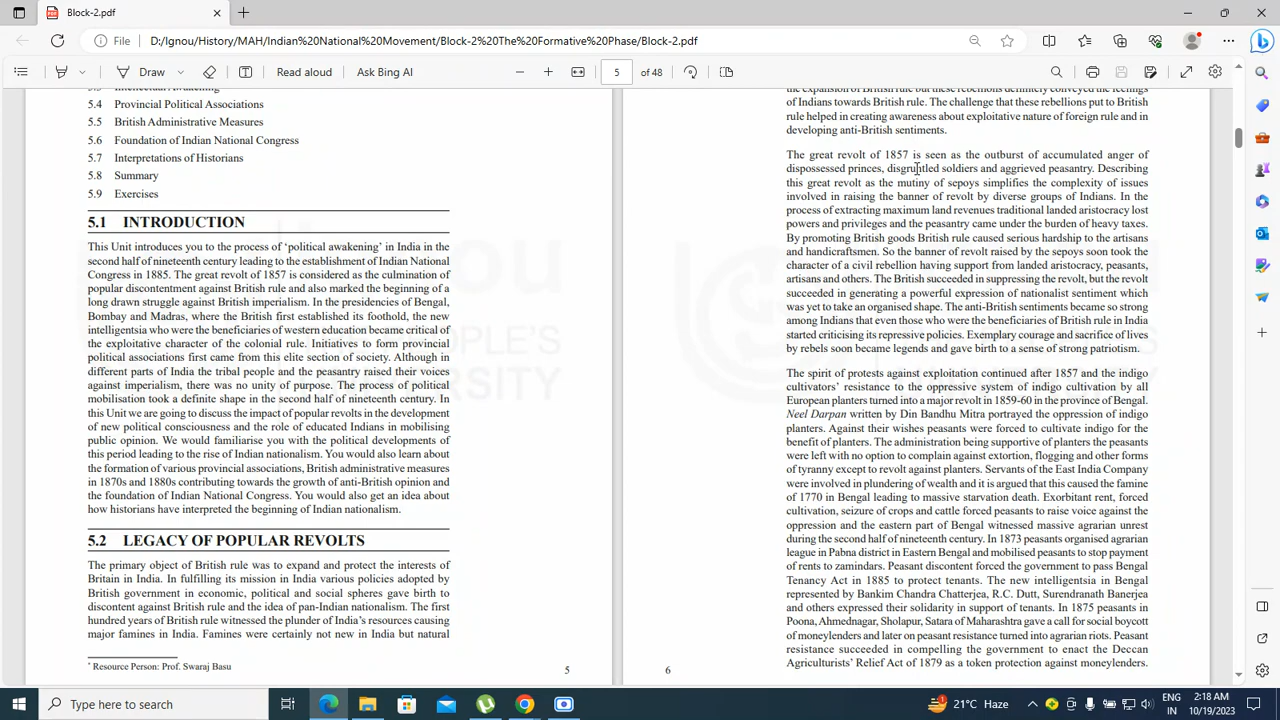 Block-2.pdf
File D:/Ignou/History/MAH/Indian%20National%20Movement/Block-2%20The%20Formative%20Phase/Block-2.pdf
Draw Read aloud Ask Bing AI 5 of 48
5.3 Intellectual Awakening
5.4 Provincial Political Associations
5.5 British Administrative Measures
5.6 Foundation of Indian National Congress
5.7 Interpretations of Historians
5.8 Summary
5.9 Exercises
5.1 INTRODUCTION
This Unit introduces you to the process of ‘political awakening’ in India in the
second half of nineteenth century leading to the establishment of Indian National
Congress in 1885. The great revolt of 1857 is considered as the culmination of
popular discontentment against British rule and also marked the beginning of a
long drawn struggle against British imperialism. In the presidencies of Bengal,
Bombay and Madras, where the British first established its foothold, the new
intelligentsia who were the beneficiaries of western education became critical of
the exploitative character of the colonial rule. Initiatives to form provincial
political associations first came from this elite section of society. Although in
different parts of India the tribal people and the peasantry raised their voices
against imperialism, there was no unity of purpose. The process of political
mobilisation took a definite shape in the second half of nineteenth century. In
this Unit we are going to discuss the impact of popular revolts in the development
of new political consciousness and the role of educated Indians in mobilising
public opinion. We would familiarise you with the political developments of
this period leading to the rise of Indian nationalism. You would also learn about
the formation of various provincial associations, British administrative measures
in 1870s and 1880s contributing towards the growth of anti-British opinion and
the foundation of Indian National Congress. You would also get an idea about
how historians have interpreted the beginning of Indian nationalism.
5.2 LEGACY OF POPULAR REVOLTS
The primary object of British rule was to expand and protect the interests of
Britain in India. In fulfilling its mission in India various policies adopted by
British government in economic, political and social spheres gave birth to
discontent against British rule and the idea of pan-Indian nationalism. The first
hundred years of British rule witnessed the plunder of India’s resources causing
major famines in India. Famines were certainly not new in India but natural
* Resource Person: Prof. Swaraj Basu
5
the expansion of British rule but these rebellions definitely conveyed the feelings
of Indians towards British rule. The challenge that these rebellions put to British
rule helped in creating awareness about exploitative nature of foreign rule and in
developing anti-British sentiments.
The great revolt of 1857 is seen as the outburst of accumulated anger of
dispossessed princes, disgruntled soldiers and aggrieved peasantry. Describing
this great revolt as the mutiny of sepoys simplifies the complexity of issues
involved in raising the banner of revolt by diverse groups of Indians. In the
process of extracting maximum land revenues traditional landed aristocracy lost
powers and privileges and the peasantry came under the burden of heavy taxes.
By promoting British goods British rule caused serious hardship to the artisans
and handicraftsmen. So the banner of revolt raised by the sepoys soon took the
character of a civil rebellion having support from landed aristocracy, peasants,
artisans and others. The British succeeded in suppressing the revolt, but the revolt
succeeded in generating a powerful expression of nationalist sentiment which
was yet to take an organised shape. The anti-British sentiments became so strong
among Indians that even those who were the beneficiaries of British rule in India
started criticising its repressive policies. Exemplary courage and sacrifice of lives
by rebels soon became legends and gave birth to a sense of strong patriotism.
The spirit of protests against exploitation continued after 1857 and the indigo
cultivators’ resistance to the oppressive system of indigo cultivation by all
European planters turned into a major revolt in 1859-60 in the province of Bengal.
Neel Darpan written by Din Bandhu Mitra portrayed the oppression of indigo
planters. Against their wishes peasants were forced to cultivate indigo for the
benefit of planters. The administration being supportive of planters the peasants
were left with no option to complain against extortion, flogging and other forms
of tyranny except to revolt against planters. Servants of the East India Company
were involved in plundering of wealth and it is argued that this caused the famine
of 1770 in Bengal leading to massive starvation death. Exorbitant rent, forced
cultivation, seizure of crops and cattle forced peasants to raise voice against the
oppression and the eastern part of Bengal witnessed massive agrarian unrest
during the second half of nineteenth century. In 1873 peasants organised agrarian
league in Pabna district in Eastern Bengal and mobilised peasants to stop payment
of rents to zamindars. Peasant discontent forced the government to pass Bengal
Tenancy Act in 1885 to protect tenants. The new intelligentsia in Bengal
represented by Bankim Chandra Chatterjea, R.C. Dutt, Surendranath Banerjea
and others expressed their solidarity in support of tenants. In 1875 peasants in
Poona, Ahmednagar, Sholapur, Satara of Maharashtra gave a call for social boycott
of moneylenders and later on peasant resistance turned into agrarian riots. Peasant
resistance succeeded in compelling the government to enact the Deccan
Agriculturists’ Relief Act of 1879 as a token protection against moneylenders.
6
Type here to search
21°C Haze
ENG
IN
2:18 AM
10/19/2023